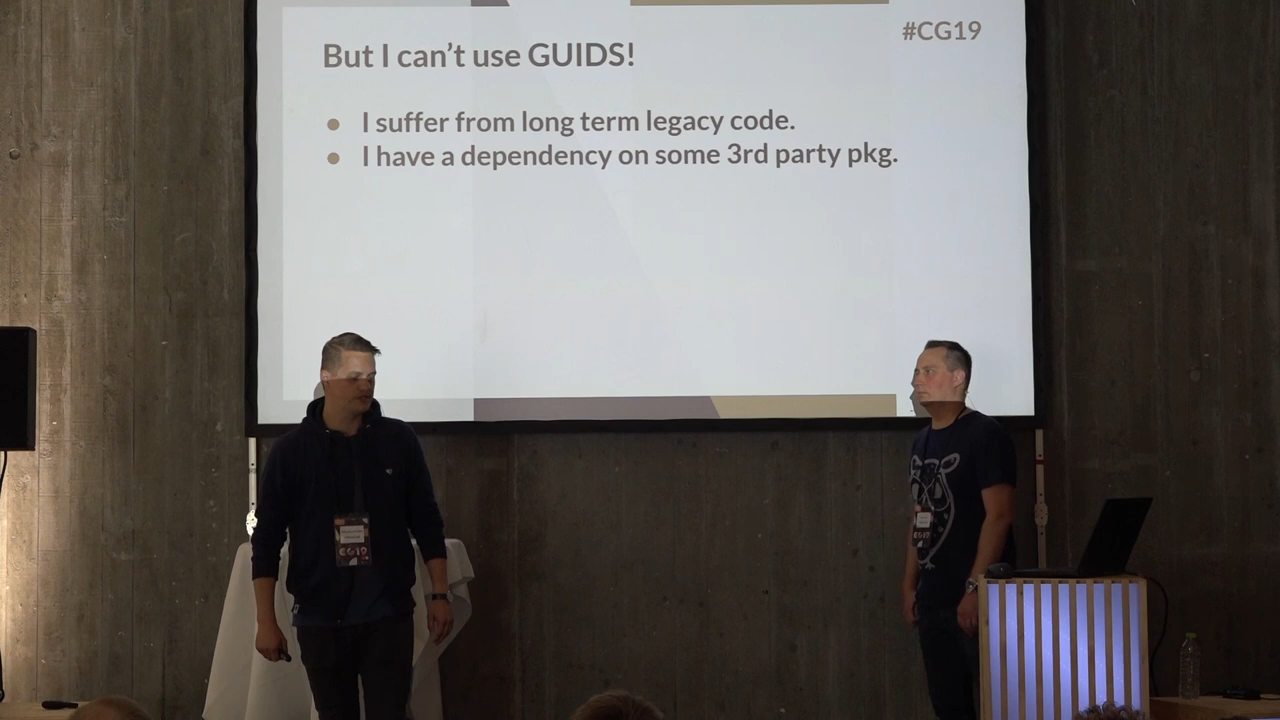 #CG19
But I can't use GUIDS!
● I suffer from long term legacy code.
● I have a dependency on some 3rd party pkg.
CG19